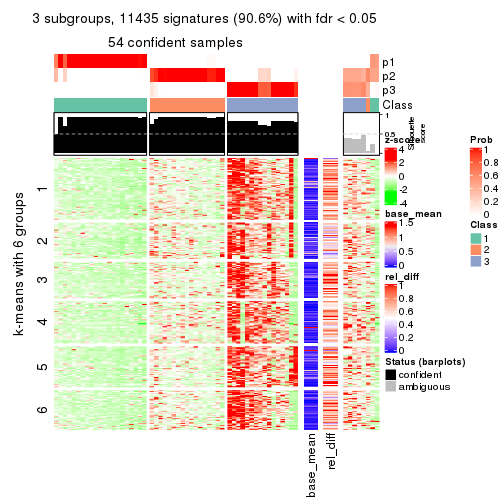 3 subgroups, 11435 signatures (90.6%) with fdr < 0.05
54 confident samples
p1
p2
p3
Class
1
0.5
0
Silhouette
score
k-means with 6 groups
1
2
3
4
5
6
base_mean
rel_diff
z-score
4
2
0
-2
-4
base_mean
1.5
1
0.5
0
rel_diff
1
0.8
0.6
0.4
0.2
0
Status (barplots)
confident
ambiguous
Prob
1
0.8
0.6
0.4
0.2
0
Class
1
2
3